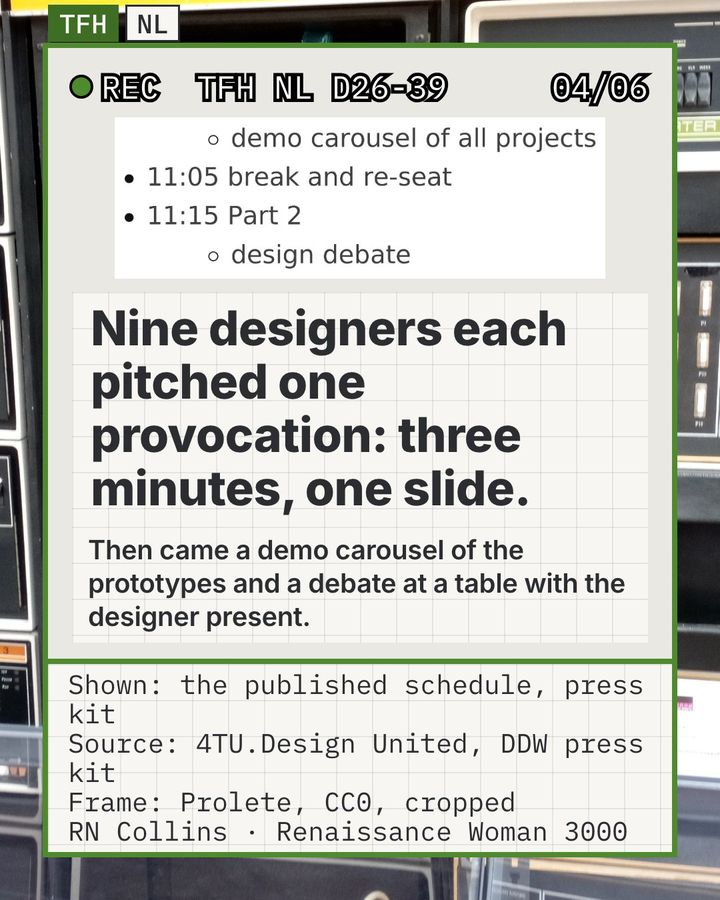 TFH NL
REC TFH NL D26-39 04/06
demo carousel of all projects
11:05 break and re-seat
11:15 Part 2
design debate
Nine designers each
pitched one
provocation: three
minutes, one slide.
Then came a demo carousel of the
prototypes and a debate at a table with the
designer present.
Shown: the published schedule, press
kit
Source: 4TU.Design United, DDW press
kit
Frame: Prolete, CC0, cropped
RN Collins · Renaissance Woman 3000